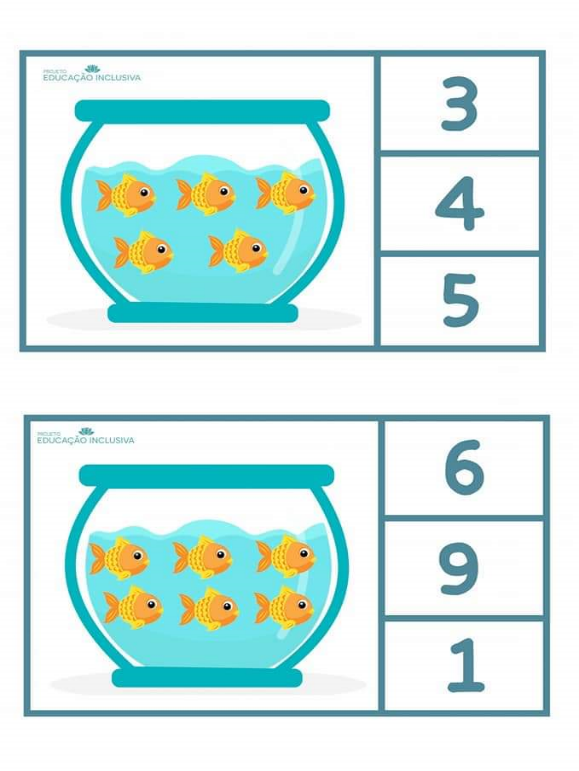 PROJETO
EDUCAÇÃO INCLUSIVA
3
4
5
PROJETO
EDUCAÇÃO INCLUSIVA
6
9
1